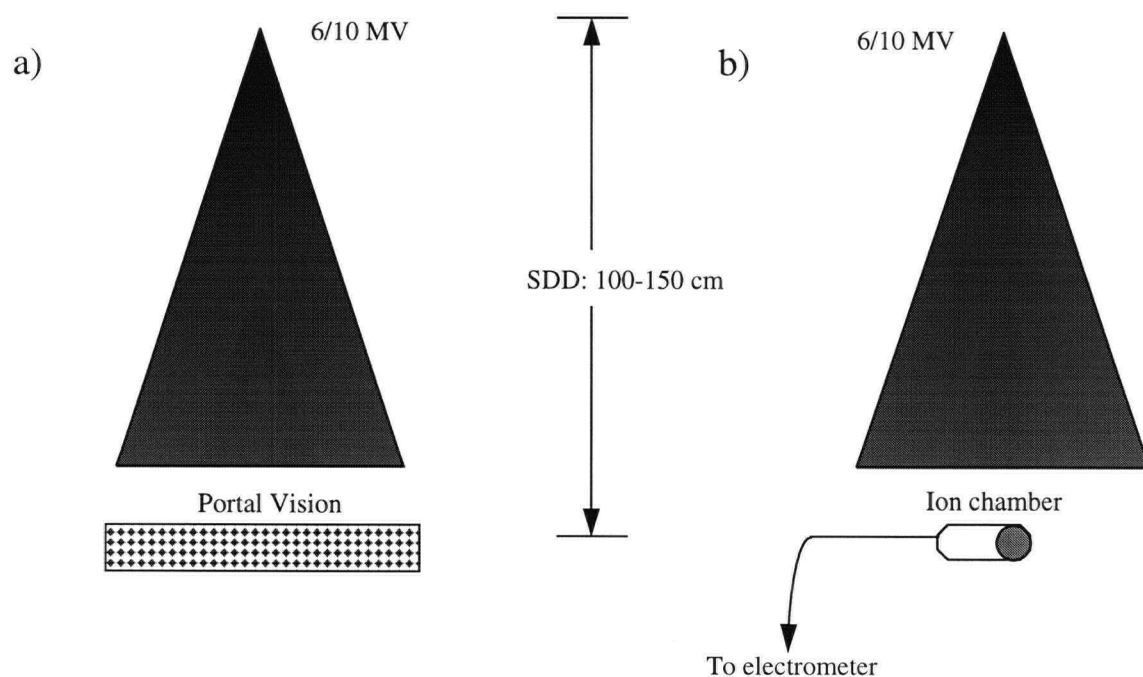 a)
6/10 MV
SDD: 100-150 cm
Portal Vision
b)
6/10 MV
Ion chamber
To electrometer